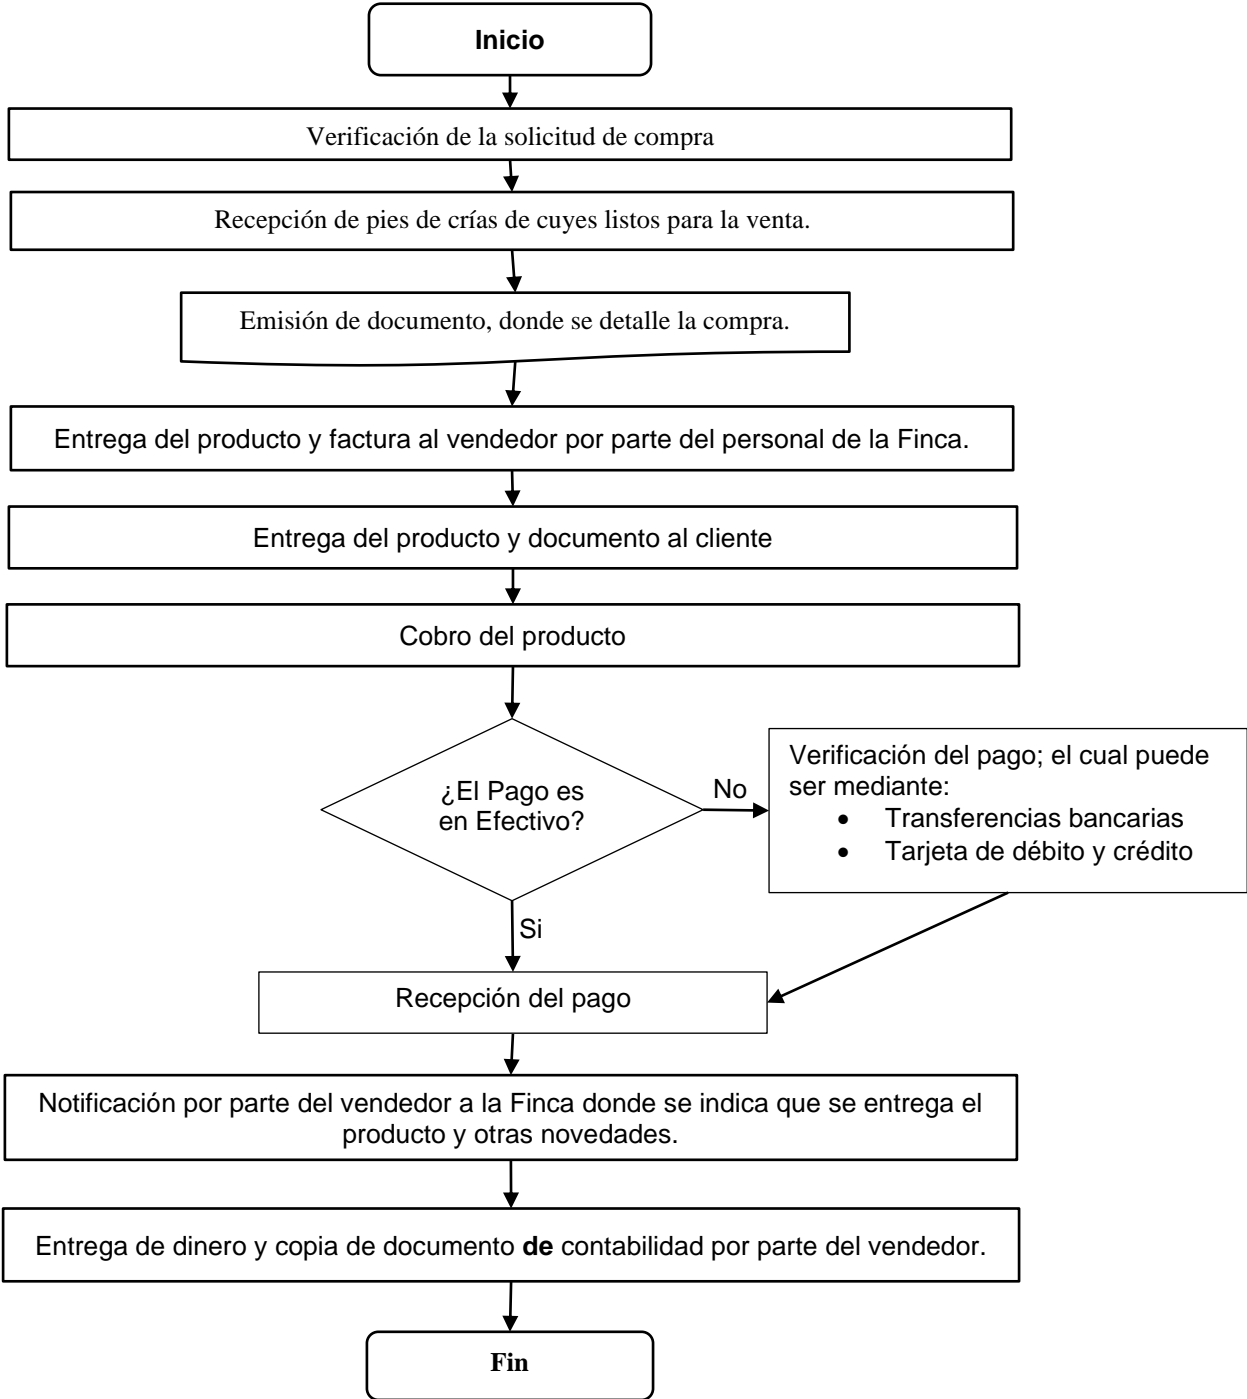 Inicio
Verificación de la solicitud de compra
Recepción de pies de crías de cuyes listos para la venta.
Emisión de documento, donde se detalle la compra.
Entrega del producto y factura al vendedor por parte del personal de la Finca.
Entrega del producto y documento al cliente
Cobro del producto
¿El Pago es
en Efectivo?
No
Verificación del pago; el cual puede
ser mediante:
• Transferencias bancarias
• Tarjeta de débito y crédito
Si
Recepción del pago
Notificación por parte del vendedor a la Finca donde se indica que se entrega el
producto y otras novedades.
Entrega de dinero y copia de documento de contabilidad por parte del vendedor.
Fin